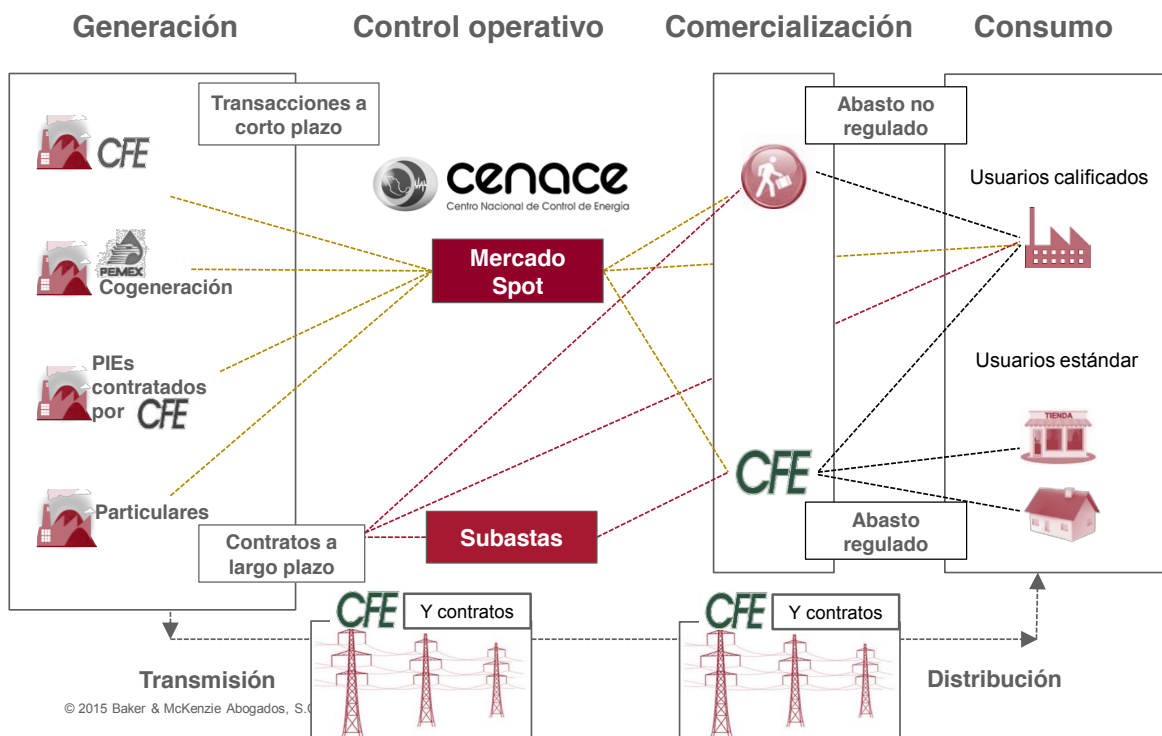 Generación
Control operativo
Comercialización
Consumo
Transacciones a
corto plazo
CFE
PEMEX
Cogeneración
PIEs
contratados
por CFE
Particulares
Contratos a
largo plazo
cenace
Centro Nacional de Control de Energía
Mercado
Spot
Subastas
Abasto no
regulado
CFE
Abasto
regulado
Usuarios calificados
Usuarios estándar
TIENDA
CFE
Y contratos
CFE
Y contratos
Transmisión
Distribución
© 2015 Baker & McKenzie Abogados, S.C